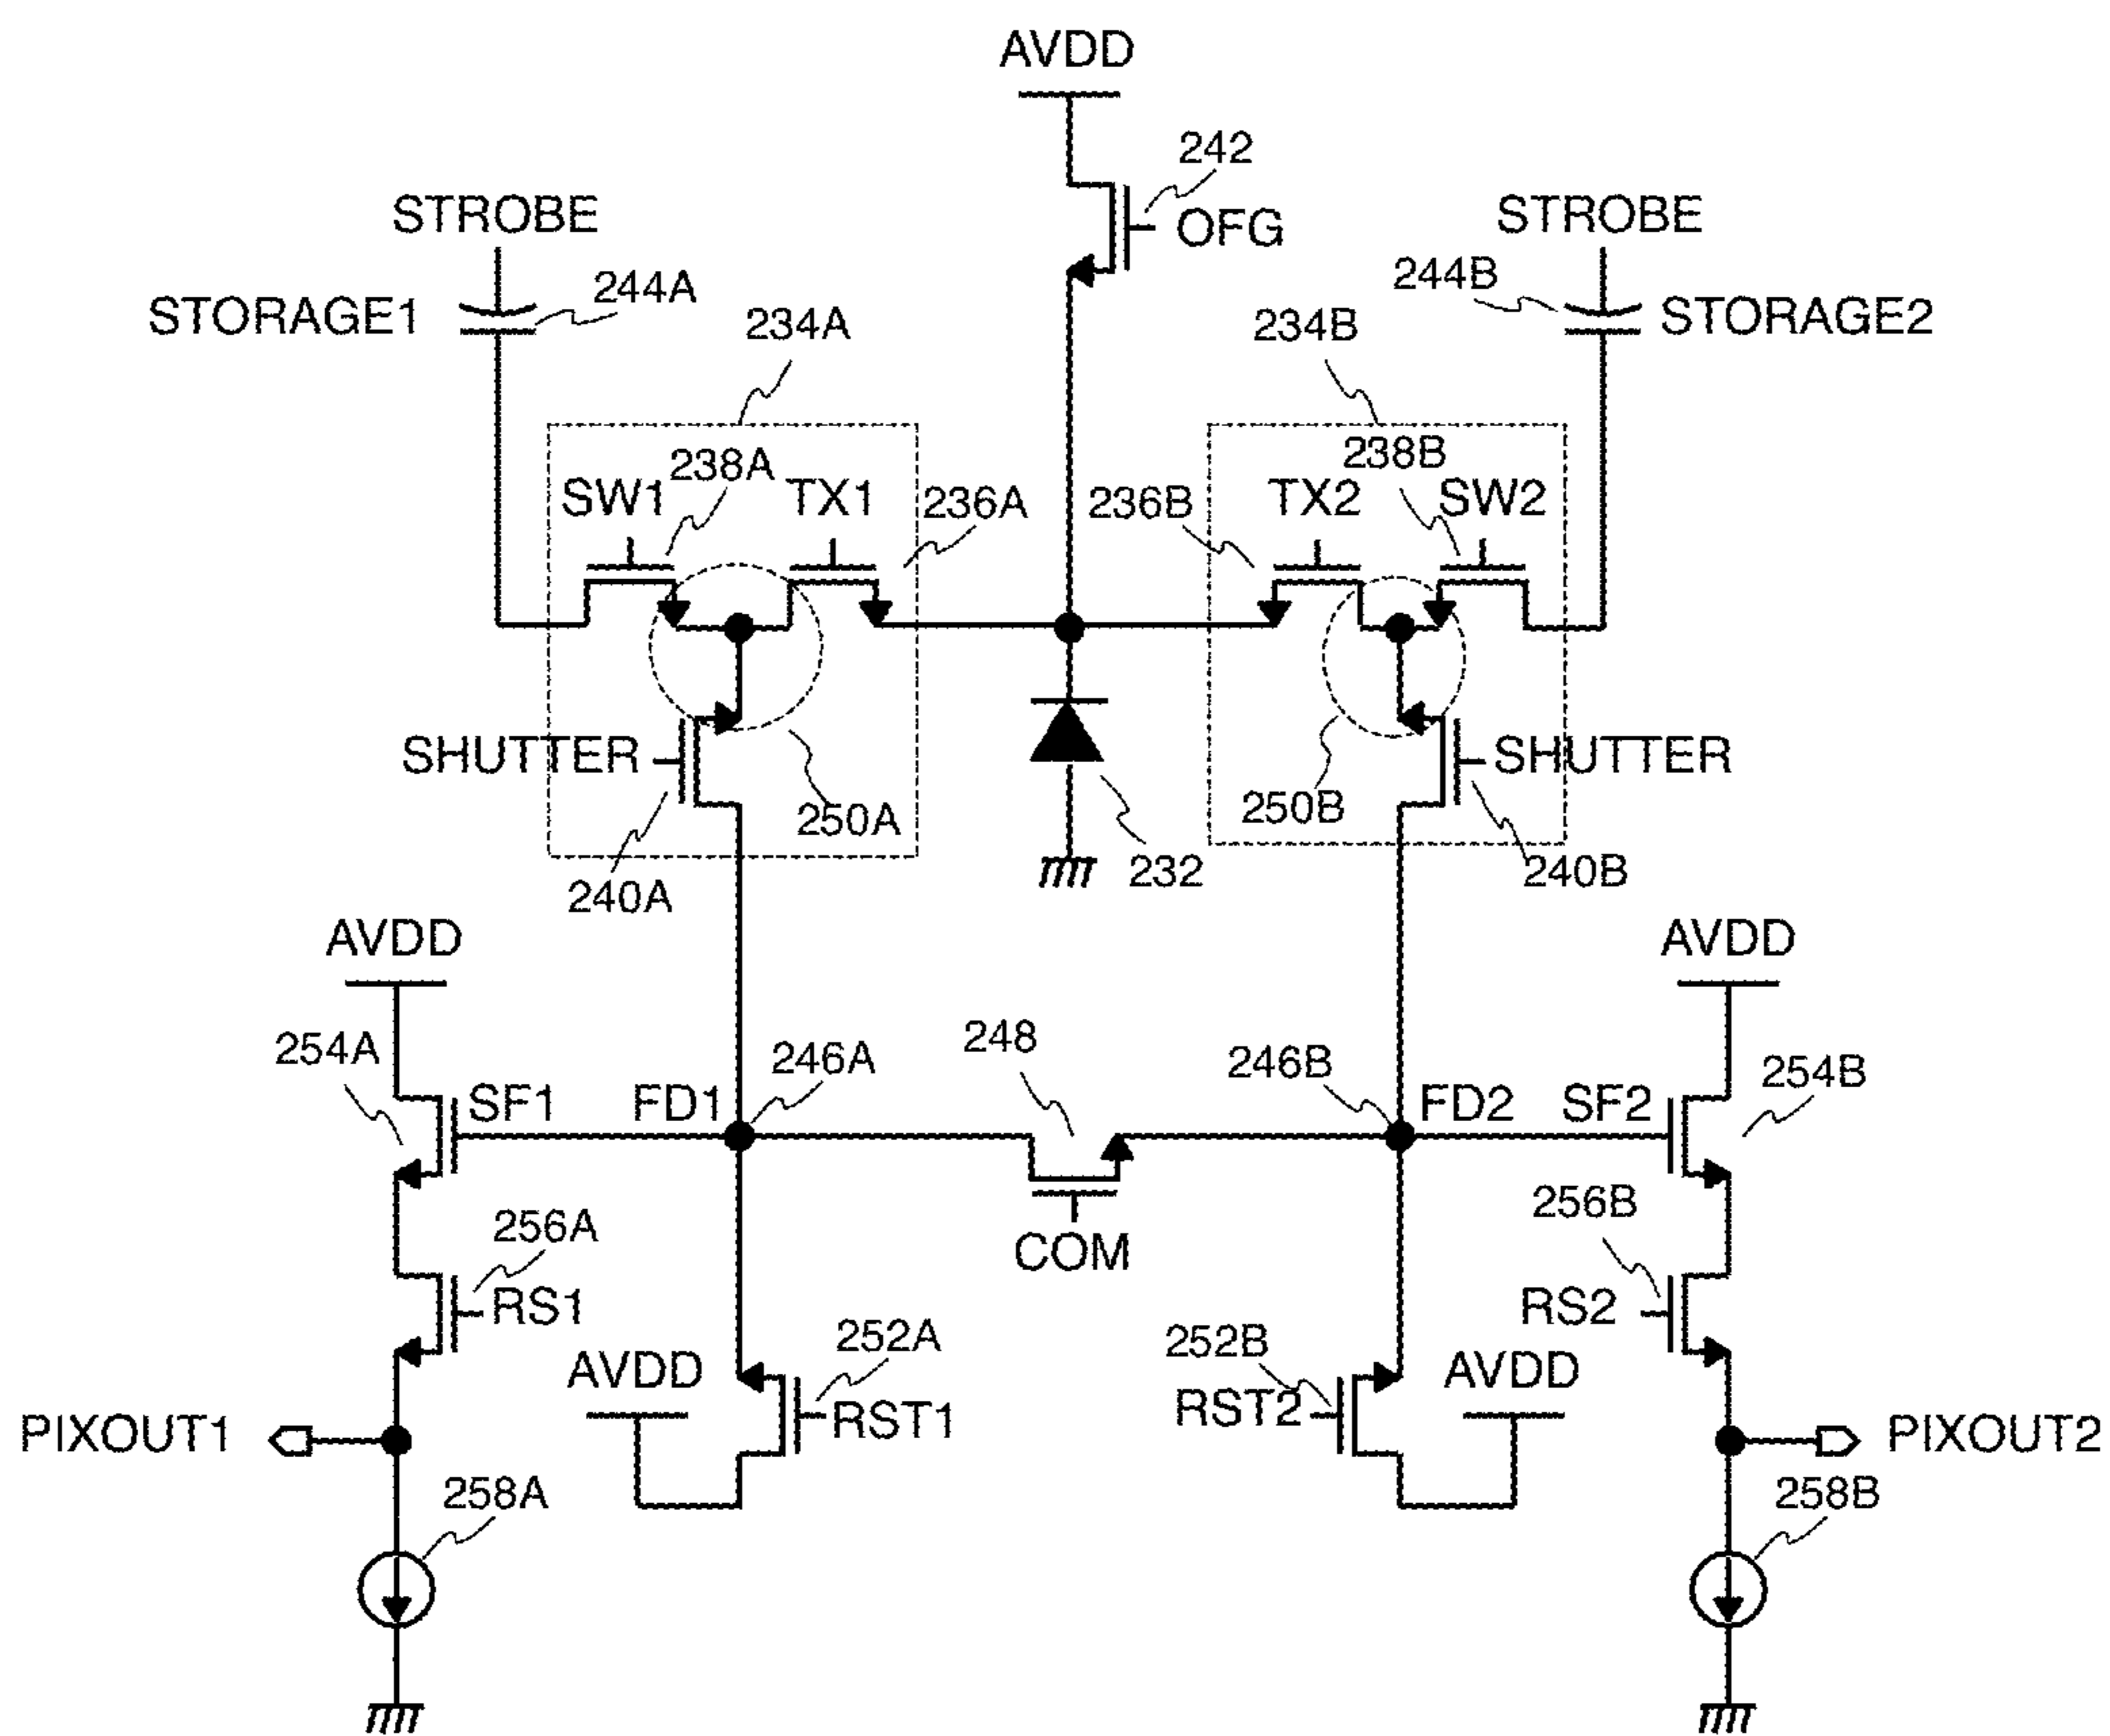 AVDD
242
OFG
STROBE
STROBE
244A
244B
STORAGE1
STORAGE2
234A
234B
238A
238B
SW1
TX1
236A
236B
TX2
SW2
SHUTTER
SHUTTER
250A
250B
232
240A
240B
AVDD
AVDD
254A
248
246A
246B
254B
SF1
FD1
FD2
SF2
256A
256B
COM
RS1
RS2
252A
252B
AVDD
AVDD
RST1
RST2
PIXOUT1
PIXOUT2
258A
258B